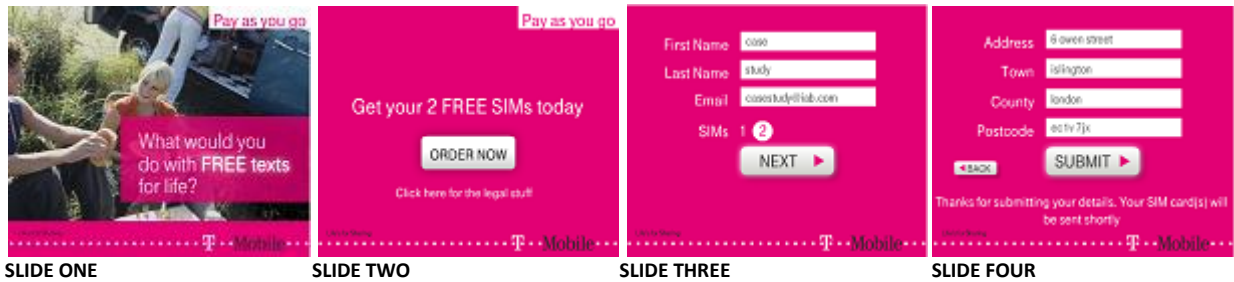 Pay as you go
What would you
do with FREE texts
for life?
T · · Mobile · · ·
SLIDE ONE
Pay as you go
Get your 2 FREE SIMs today
ORDER NOW
Click here for the legal stuff
T · · Mobile · · ·
SLIDE TWO
First Name case
Last Name study
Email casestudy@iab.com
SIMs 1 2
NEXT
T · · Mobile · · ·
SLIDE THREE
Address 6 owen street
Town islington
County london
Postcode ec1v 7jx
BACK
SUBMIT
Thanks for submitting your details. Your SIM card(s) will
be sent shortly
T · · Mobile · · ·
SLIDE FOUR